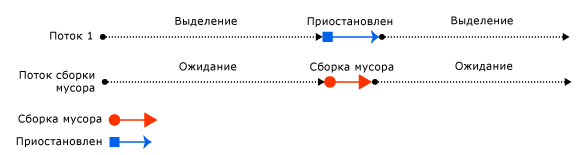 Выделение Приостановлен Выделение
Поток 1
Ожидание Сборка мусора Ожидание
Поток сборки
мусора
Сборка мусора
Приостановлен